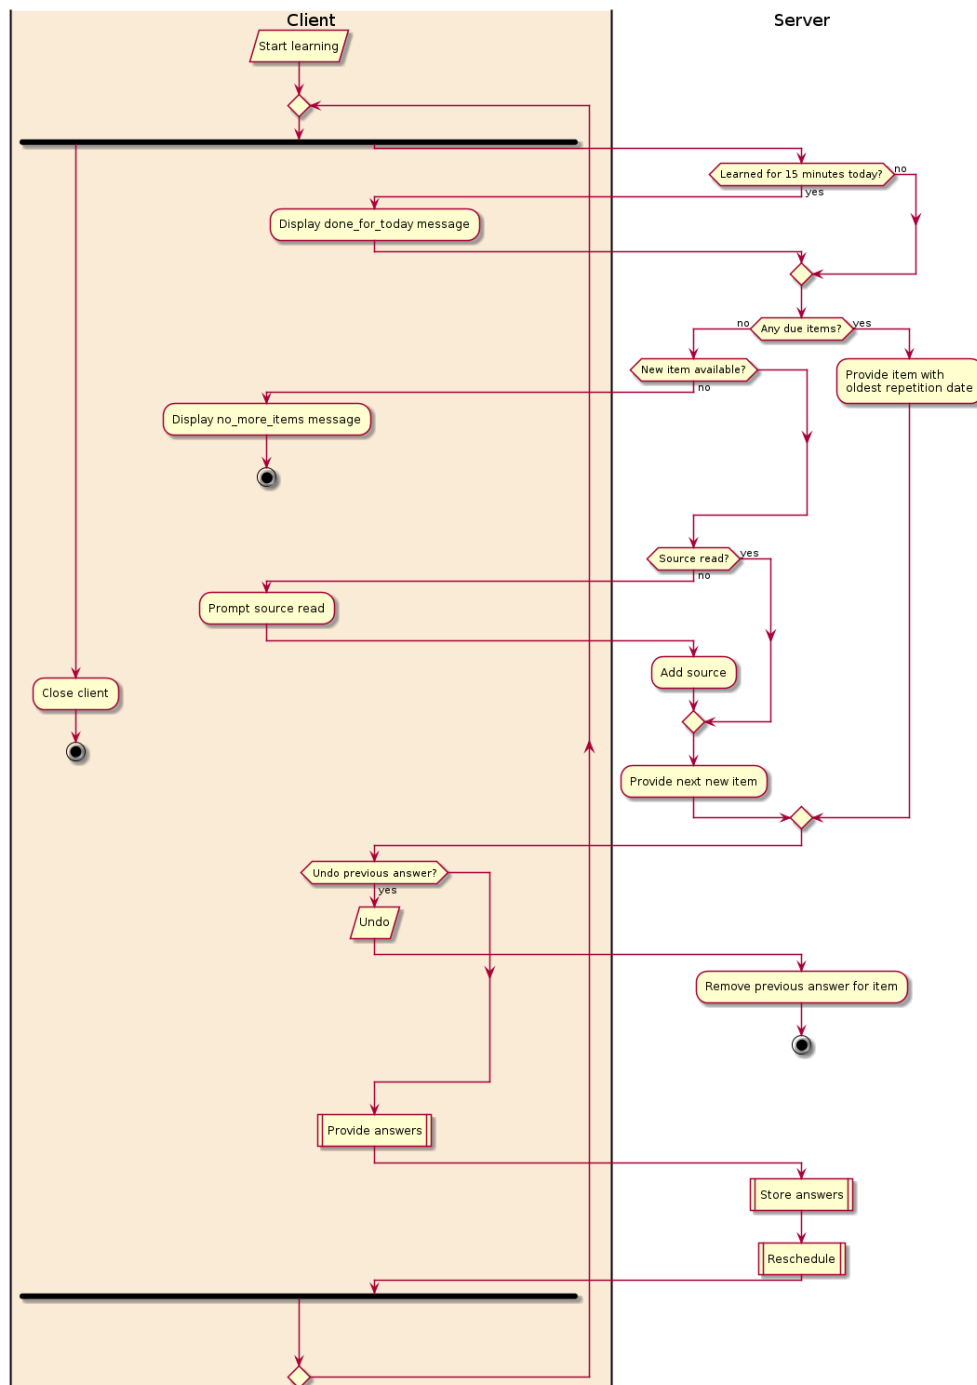 Client
Server
Start learning
Learned for 15 minutes today?
no
yes
Display done_for_today message
no
Any due items?
yes
New item available?
Provide item with
oldest repetition date
no
Display no_more_items message
Source read?
yes
no
Prompt source read
Add source
Close client
Provide next new item
Undo previous answer?
yes
Undo
Remove previous answer for item
Provide answers
Store answers
Reschedule